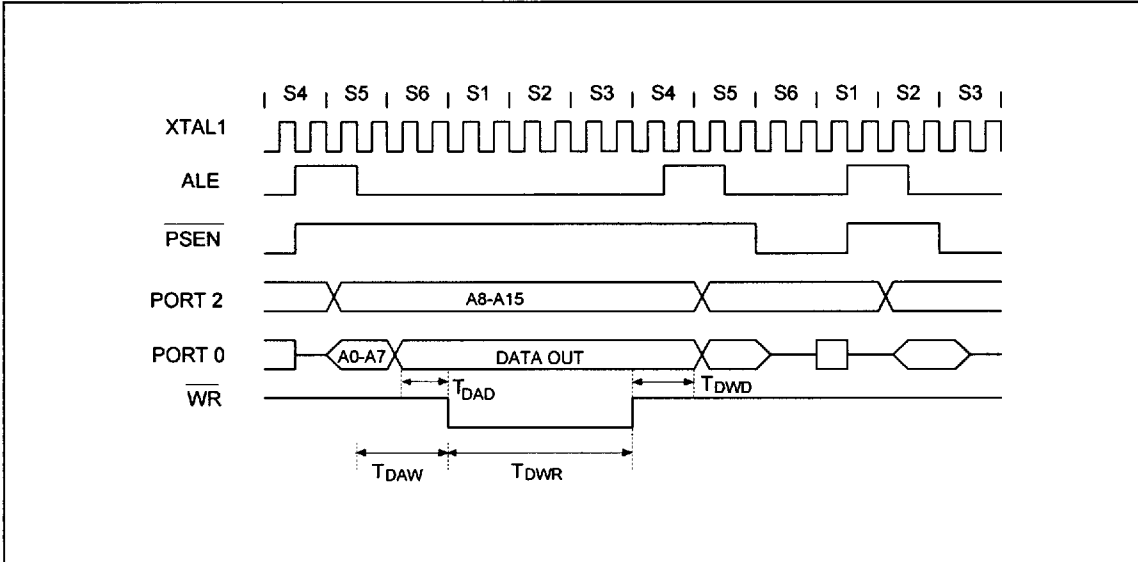 S4 S5 S6 S1 S2 S3 S4 S5 S6 S1 S2 S3
XTAL1
ALE
PSEN
PORT 2 A8-A15
PORT 0 A0-A7 DATA OUT
TDAD TDWD
WR
TDAW TDWR